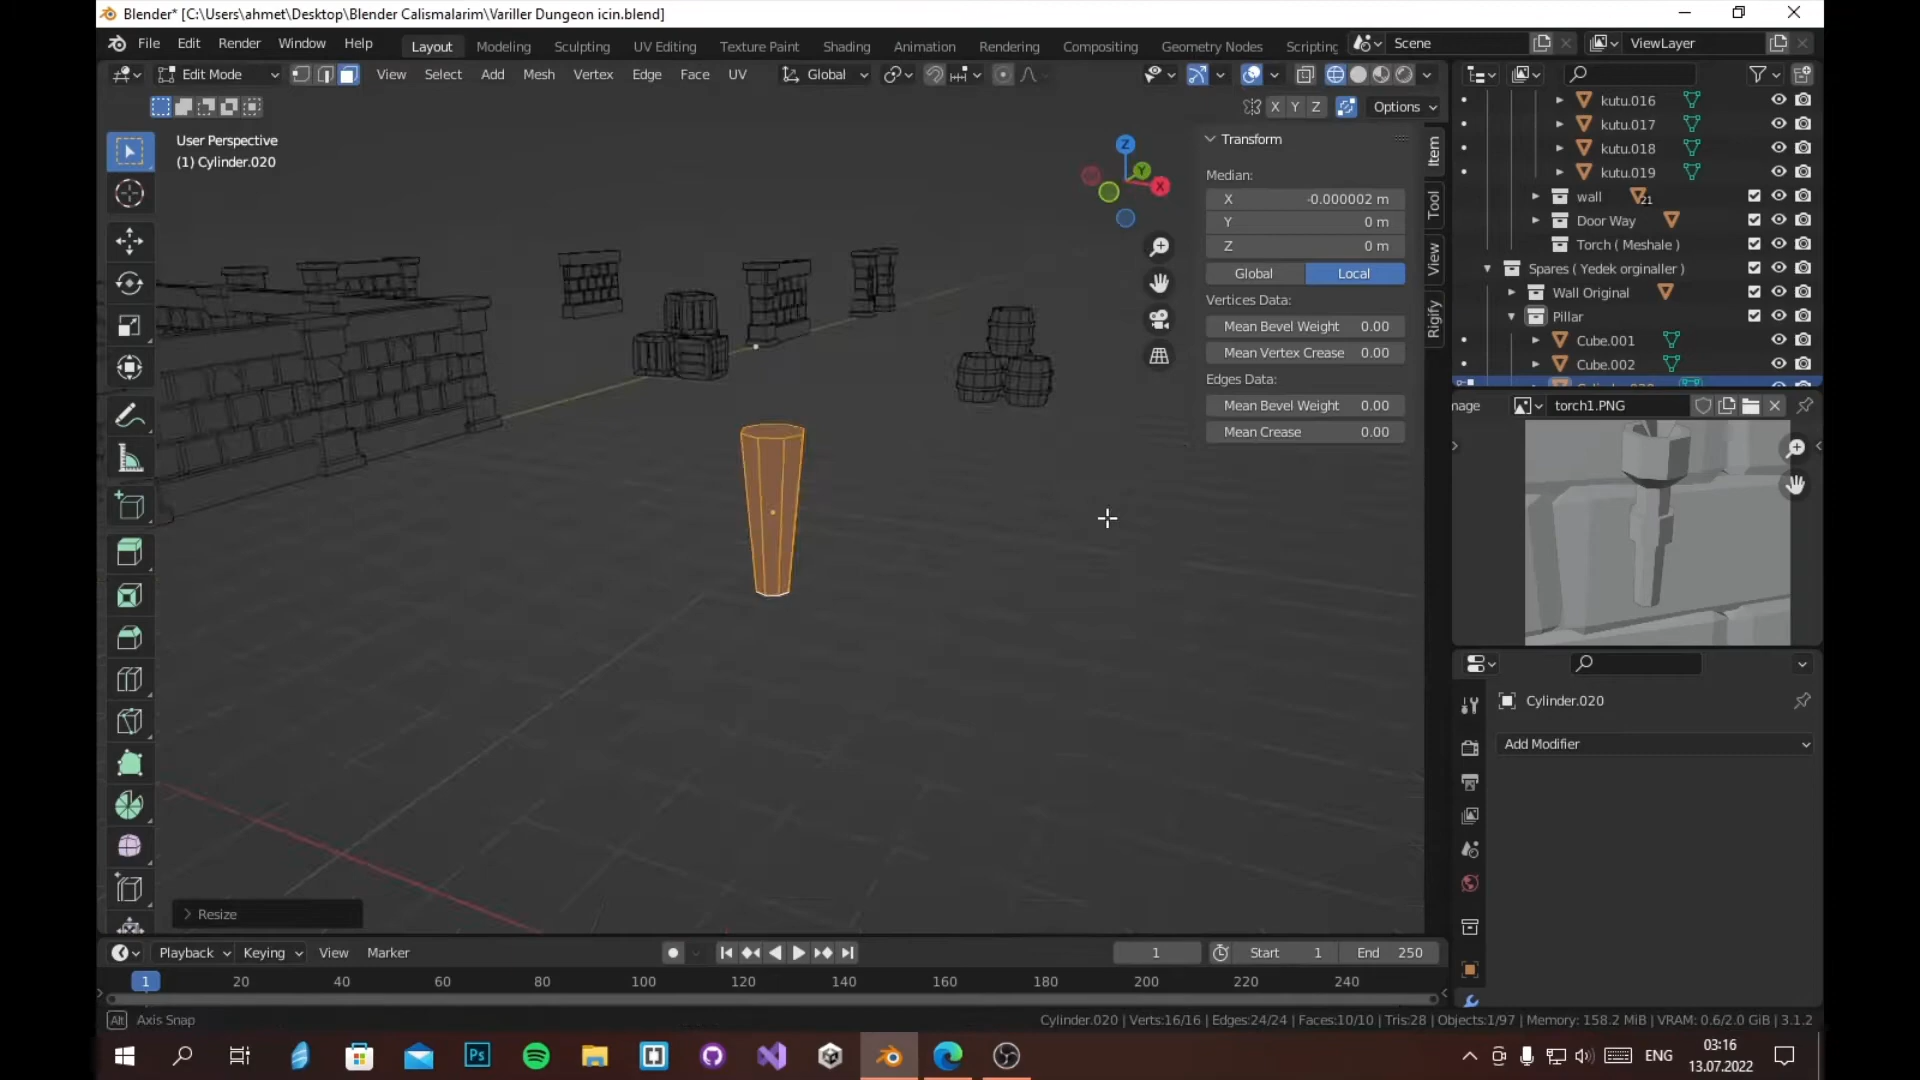 Blender* [C:\Users\ahmet\Desktop\Blender Calismalarim\Variller Dungeon icin.blend]
File Edit Render Window Help Layout Modeling Sculpting UV Editing Texture Paint Shading Animation Rendering Compositing Geometry Nodes Scripting Scene ViewLayer
Edit Mode View Select Add Mesh Vertex Edge Face UV Global
X Y Z Options
User Perspective
(1) Cylinder.020
Z
Y
X
Transform
Median:
X -0.000002 m
Y 0 m
Z 0 m
Global Local
Vertices Data:
Mean Bevel Weight 0.00
Mean Vertex Crease 0.00
Edges Data:
Mean Bevel Weight 0.00
Mean Crease 0.00
Item
Tool
View
Rigify
kutu.016
kutu.017
kutu.018
kutu.019
wall 21
Door Way
Torch ( Meshale )
Spares ( Yedek orginaller )
Wall Original
Pillar
Cube.001
Cube.002
mage torch1.PNG
Cylinder.020
Add Modifier
Resize
Playback Keying View Marker 1 Start 1 End 250
1 20 40 60 80 100 120 140 160 180 200 220 240
Alt Axis Snap
Cylinder.020 | Verts:16/16 | Edges:24/24 | Faces:10/10 | Tris:28 | Objects:1/97 | Memory: 158.2 MiB | VRAM: 0.6/2.0 GiB | 3.1.2
Ps
ENG
03:16
13.07.2022